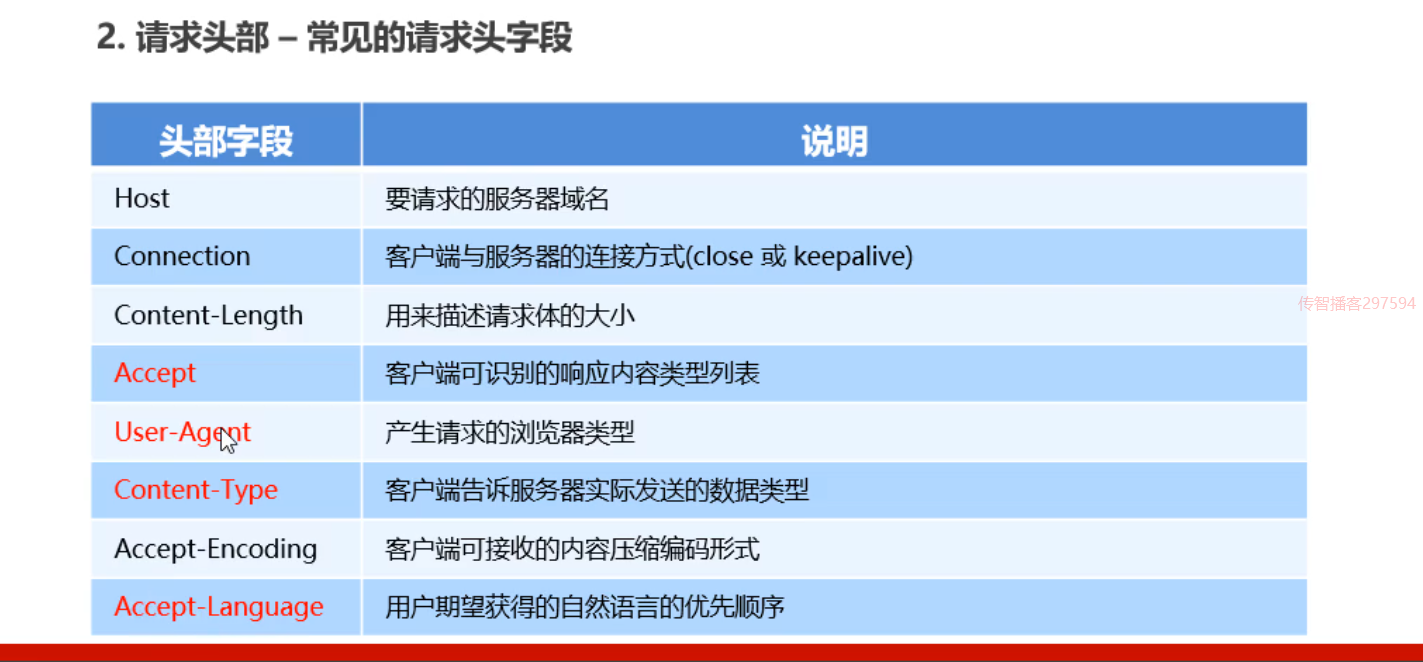 2. 请求头部 – 常见的请求头字段
头部字段 说明
Host 要请求的服务器域名
Connection 客户端与服务器的连接方式(close 或 keepalive)
Content-Length 用来描述请求体的大小
传智播客297594
Accept 客户端可识别的响应内容类型列表
User-Agent 产生请求的浏览器类型
Content-Type 客户端告诉服务器实际发送的数据类型
Accept-Encoding 客户端可接收的内容压缩编码形式
Accept-Language 用户期望获得的自然语言的优先顺序